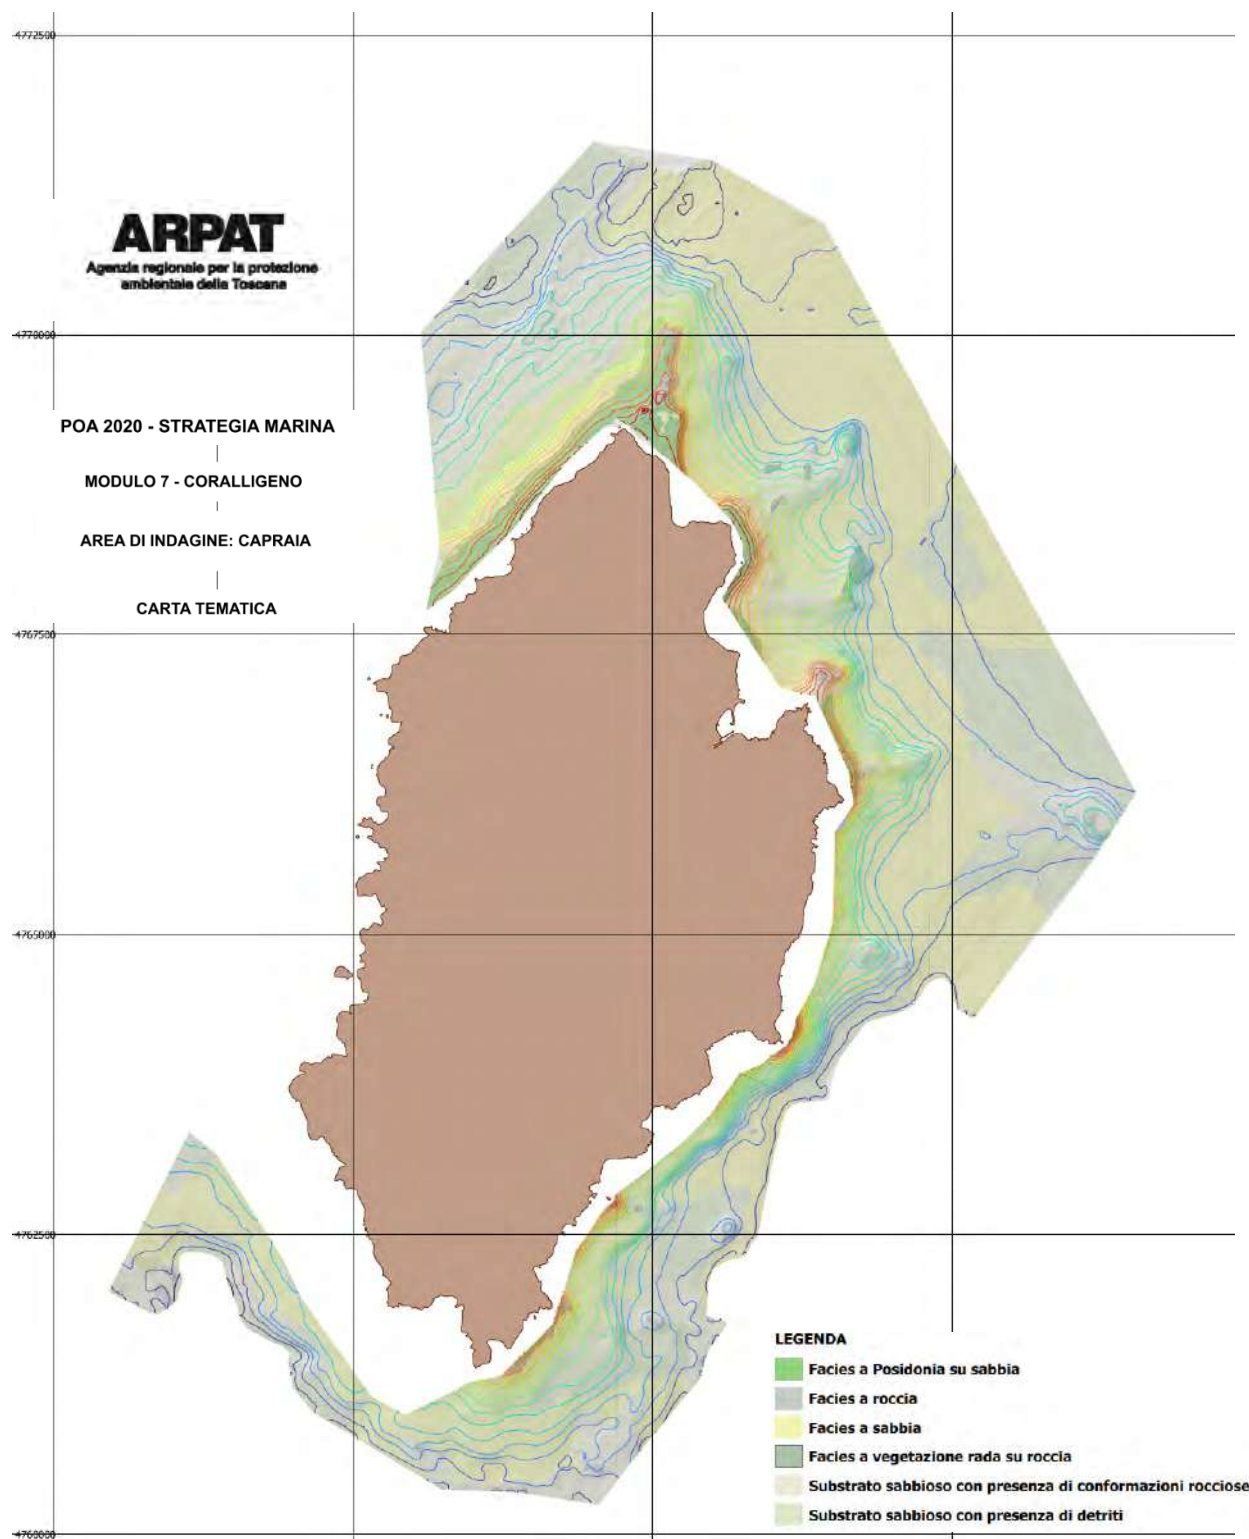 4772500
ARPAT
Agenzia regionale per la protezione
ambientale della Toscana
4770000
POA 2020 - STRATEGIA MARINA
MODULO 7 - CORALLIGENO
AREA DI INDAGINE: CAPRAIA
CARTA TEMATICA
4767500
4765000
4762500
LEGENDA
Facies a Posidonia su sabbia
Facies a roccia
Facies a sabbia
Facies a vegetazione rada su roccia
Substrato sabbioso con presenza di conformazioni rocciose
Substrato sabbioso con presenza di detriti
4760000